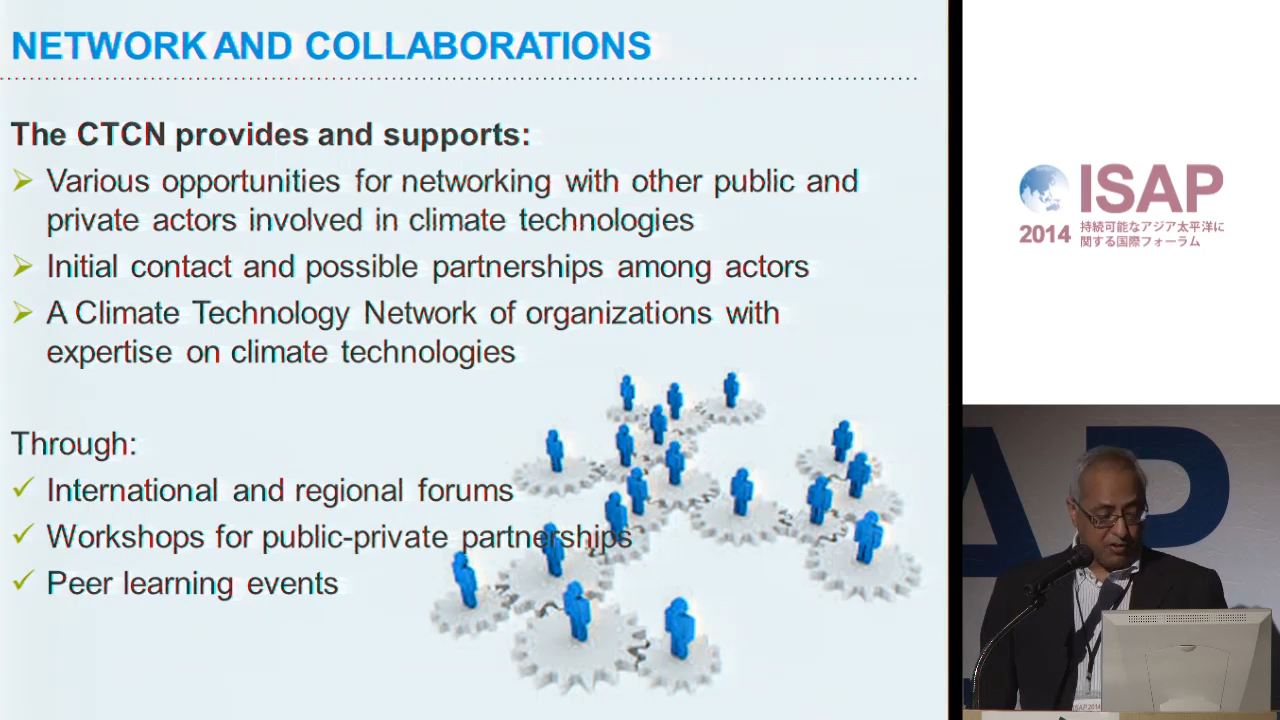 NETWORK AND COLLABORATIONS
The CTCN provides and supports:
Various opportunities for networking with other public and
private actors involved in climate technologies
Initial contact and possible partnerships among actors
A Climate Technology Network of organizations with
expertise on climate technologies
Through:
International and regional forums
Workshops for public-private partnerships
Peer learning events
ISAP
2014
持続可能なアジア太平洋に
関する国際フォーラム
AP
ISAP 2014